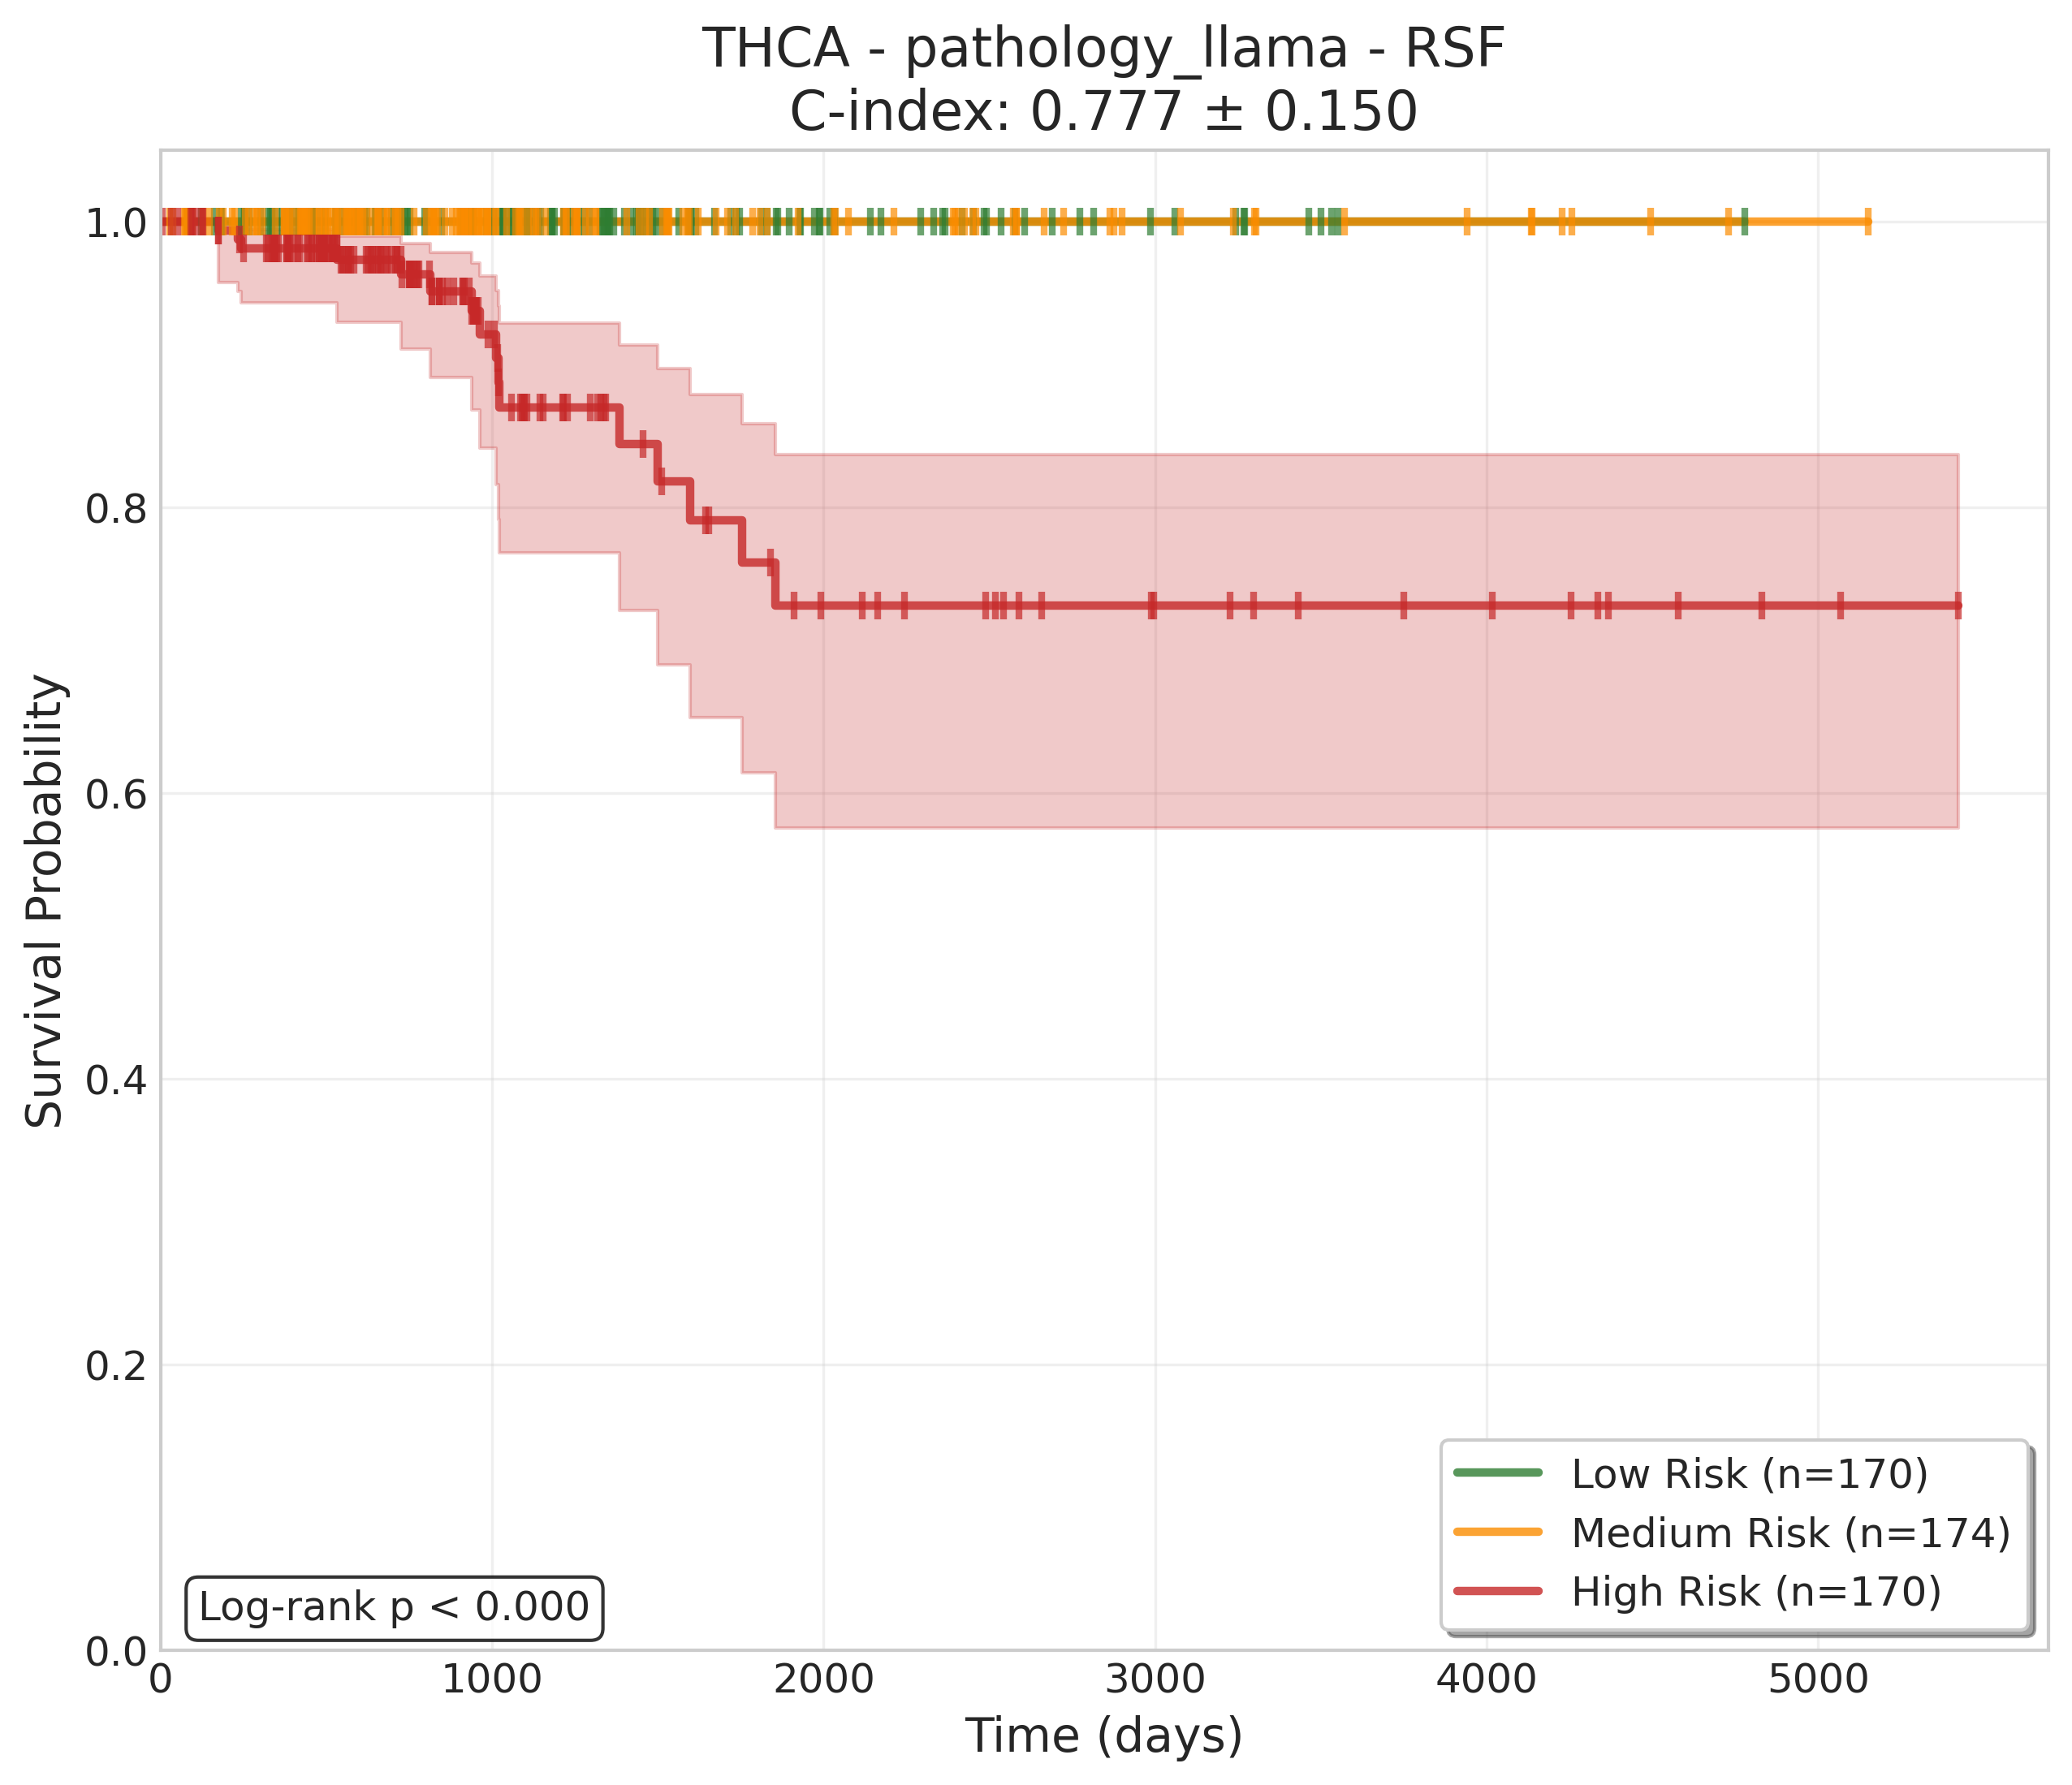 THCA - pathology_llama - RSF
C-index: 0.777 ± 0.150
Survival Probability
1.0
0.8
0.6
0.4
0.2
0.0
Log-rank p < 0.000
Low Risk (n=170)
Medium Risk (n=174)
High Risk (n=170)
0 1000 2000 3000 4000 5000
Time (days)